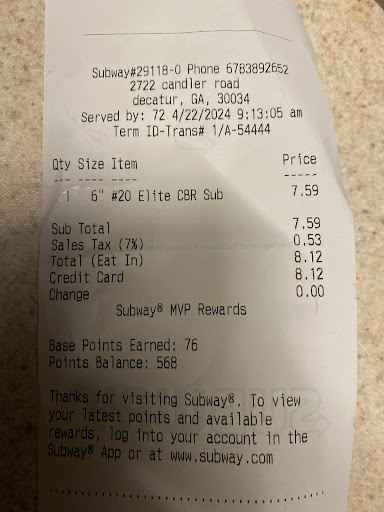 Subway#29118-0 Phone 6783892652
2722 candler road
decatur, GA, 30034
Served by: 72 4/22/2024 9:13:05 am
Term ID-Trans# 1/A-54444
Qty Size Item Price
---- ---- ---- -----
1 6" #20 Elite CBR Sub 7.59
Sub Total 7.59
Sales Tax (7%) 0.53
Total (Eat In) 8.12
Credit Card 8.12
Change 0.00
Subway® MVP Rewards
Base Points Earned: 76
Points Balance: 568
Thanks for visiting Subway®. To view
your latest points and available
rewards, log into your account in the
Subway® App or at www.subway.com